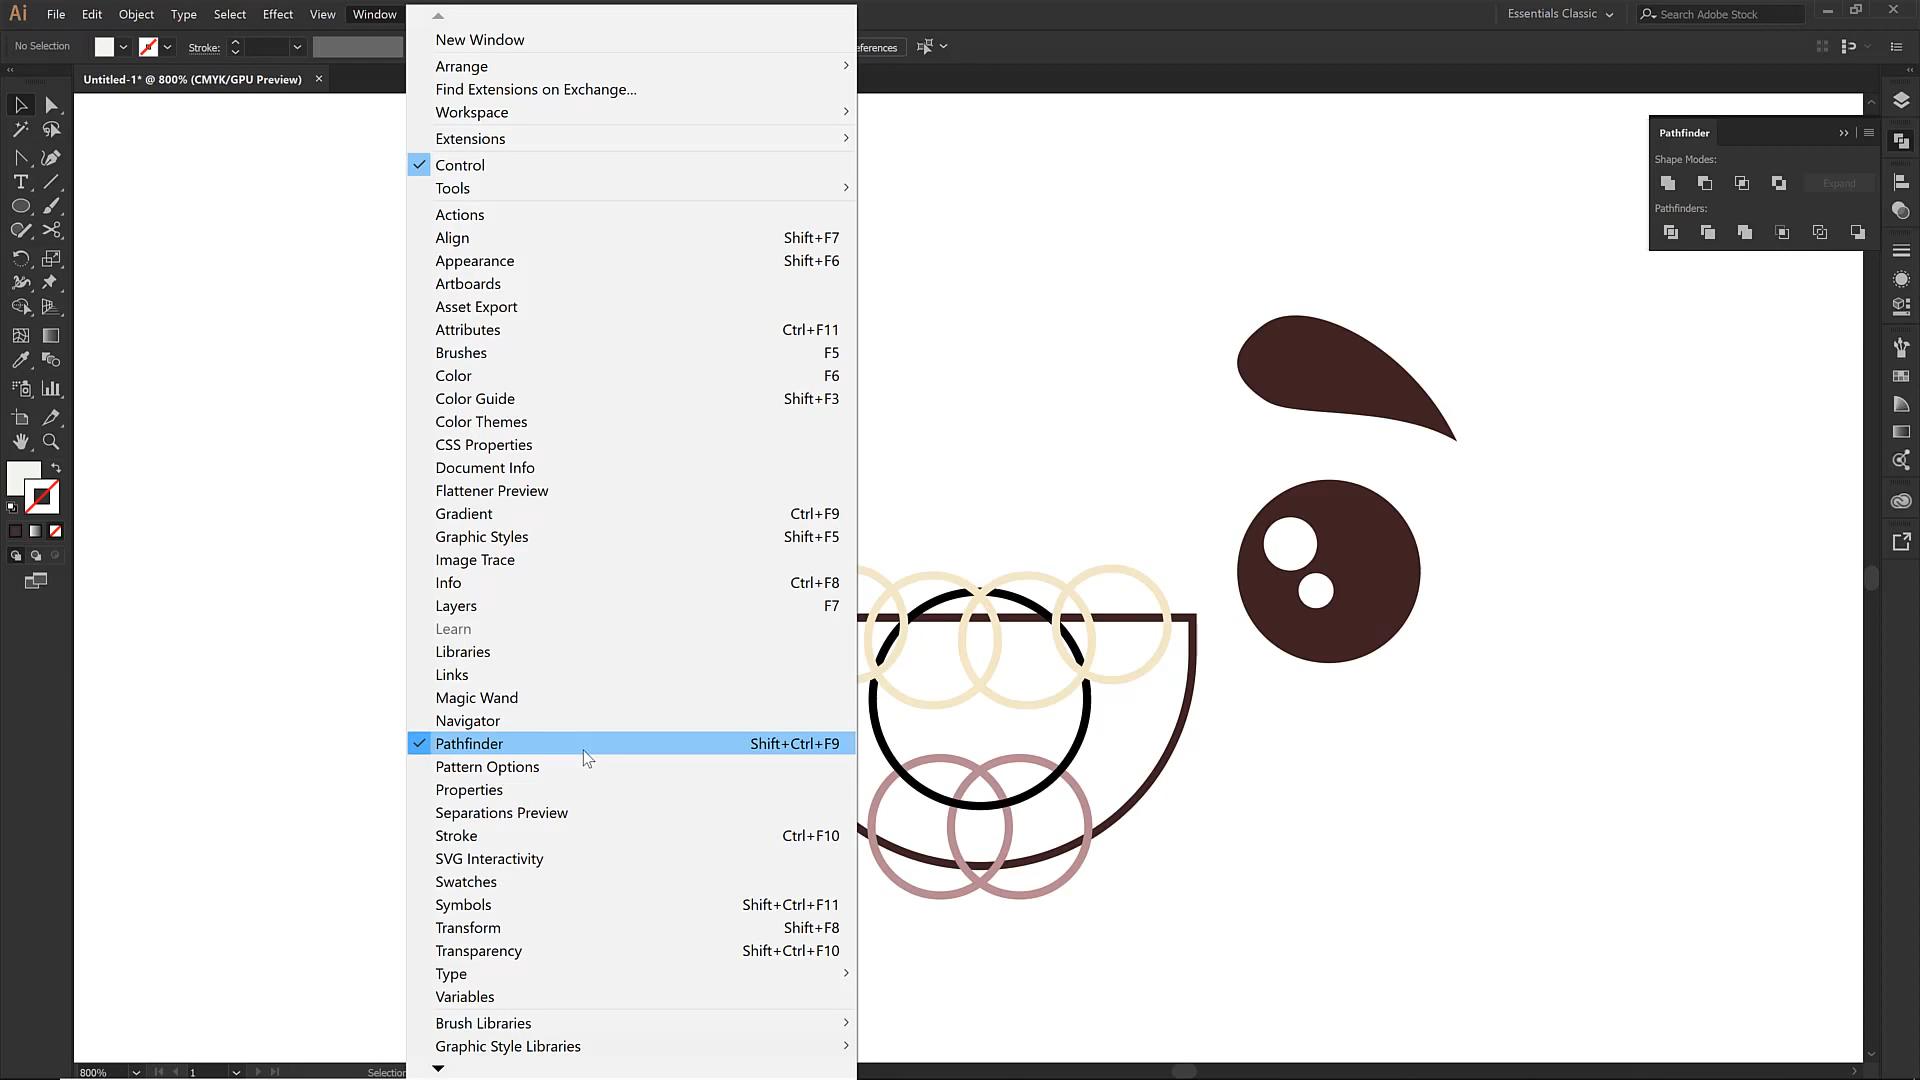 Ai File Edit Object Type Select Effect View Window
Essentials Classic
Search Adobe Stock
No Selection
Stroke:
eferences
Untitled-1* @ 800% (CMYK/GPU Preview)
New Window
Arrange
Find Extensions on Exchange...
Workspace
Extensions
Control
Tools
Actions
Align Shift+F7
Appearance Shift+F6
Artboards
Asset Export
Attributes Ctrl+F11
Brushes F5
Color F6
Color Guide Shift+F3
Color Themes
CSS Properties
Document Info
Flattener Preview
Gradient Ctrl+F9
Graphic Styles Shift+F5
Image Trace
Info Ctrl+F8
Layers F7
Learn
Libraries
Links
Magic Wand
Navigator
Pathfinder Shift+Ctrl+F9
Pattern Options
Properties
Separations Preview
Stroke Ctrl+F10
SVG Interactivity
Swatches
Symbols Shift+Ctrl+F11
Transform Shift+F8
Transparency Shift+Ctrl+F10
Type
Variables
Brush Libraries
Graphic Style Libraries
Pathfinder
Shape Modes:
Expand
Pathfinders:
800%
1
Selection